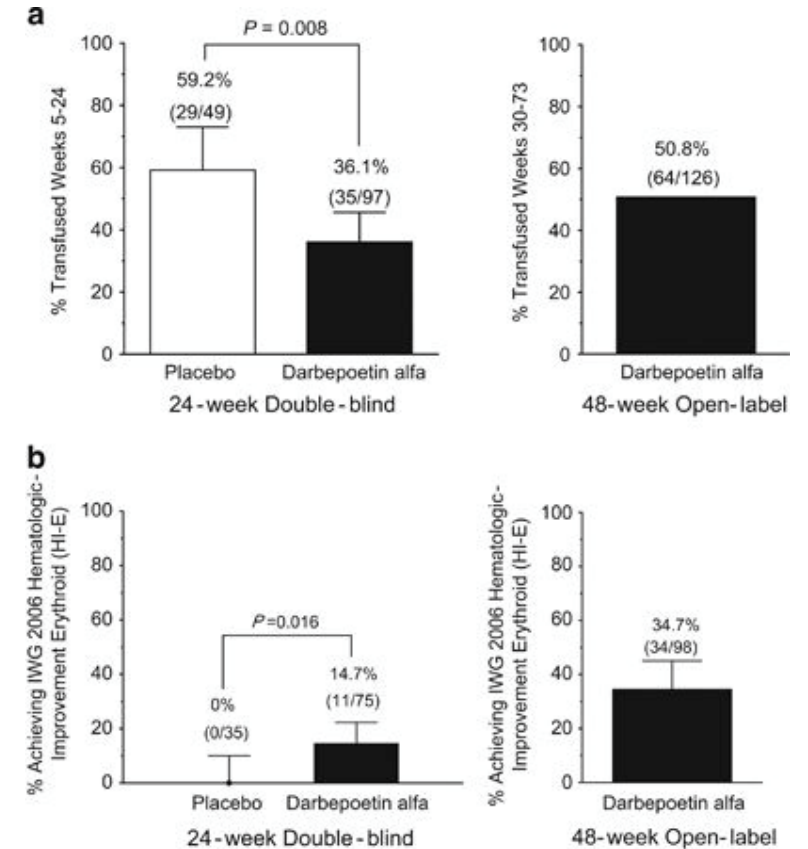 a
P = 0.008
% Transfused Weeks 5-24
100
80
60
40
20
0
59.2%
(29/49)
36.1%
(35/97)
Placebo
Darbepoetin alfa
24-week Double-blind
% Transfused Weeks 30-73
100
80
60
40
20
0
50.8%
(64/126)
Darbepoetin alfa
48-week Open-label
b
% Achieving IWG 2006 Hematologic-
Improvement Erythroid (HI-E)
100
80
60
40
20
0
P=0.016
0%
(0/35)
14.7%
(11/75)
Placebo
Darbepoetin alfa
24-week Double-blind
% Achieving IWG 2006 Hematologic-
Improvement Erythroid (HI-E)
100
80
60
40
20
0
34.7%
(34/98)
Darbepoetin alfa
48-week Open-label